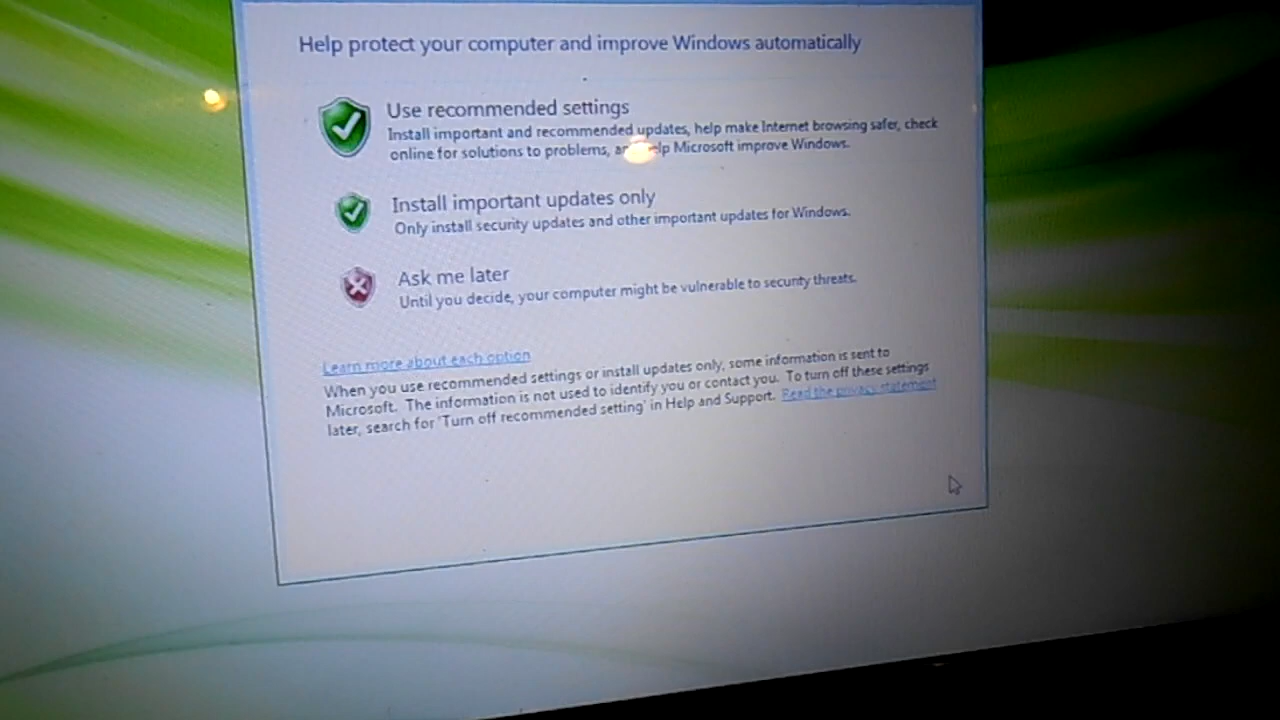 Help protect your computer and improve Windows automatically
Use recommended settings
Install important and recommended updates, help make Internet browsing safer, check
online for solutions to problems, and help Microsoft improve Windows.
Install important updates only
Only install security updates and other important updates for Windows.
Ask me later
Until you decide, your computer might be vulnerable to security threats.
Learn more about each option
When you use recommended settings or install updates only, some information is sent to
Microsoft. The information is not used to identify you or contact you. To turn off these settings
later, search for 'Turn off recommended setting' in Help and Support. Read the privacy statement